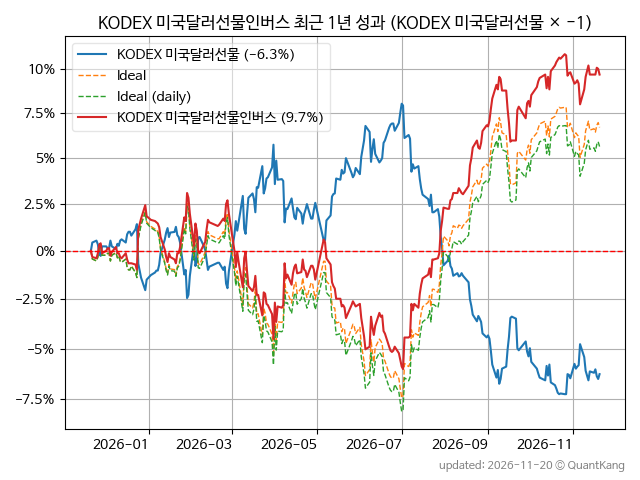 KODEX 미국달러선물인버스 최근 1년 성과 (KODEX 미국달러선물 × −1)
KODEX 미국달러선물 (−6.3%)
Ideal
Ideal (daily)
KODEX 미국달러선물인버스 (9.7%)
10%
7.5%
5%
2.5%
0%
−2.5%
−5%
−7.5%
2026-01
2026-03
2026-05
2026-07
2026-09
2026-11
updated: 2026-11-20 © QuantKang